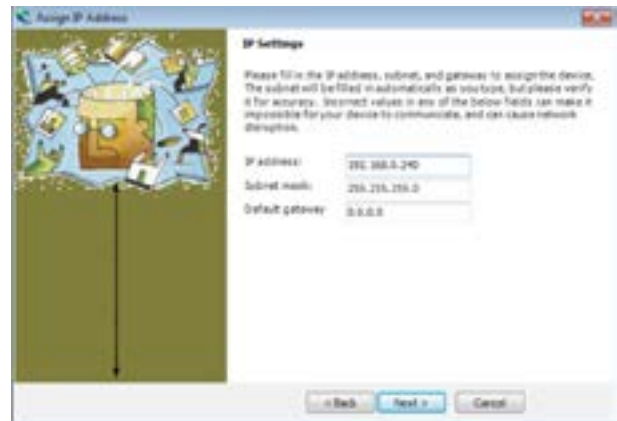 Assign IP Address
IP Settings
Please fill in the IP address, subnet, and gateway to assign the device.
The subnet will be filled in automatically as you type, but please verify
it for accuracy. Incorrect values in any of the below fields can make it
impossible for your device to communicate, and can cause network
disruption.
IP address: 192.168.0.240
Subnet mask: 255.255.255.0
Default gateway 0.0.0.0
< Back Next > Cancel